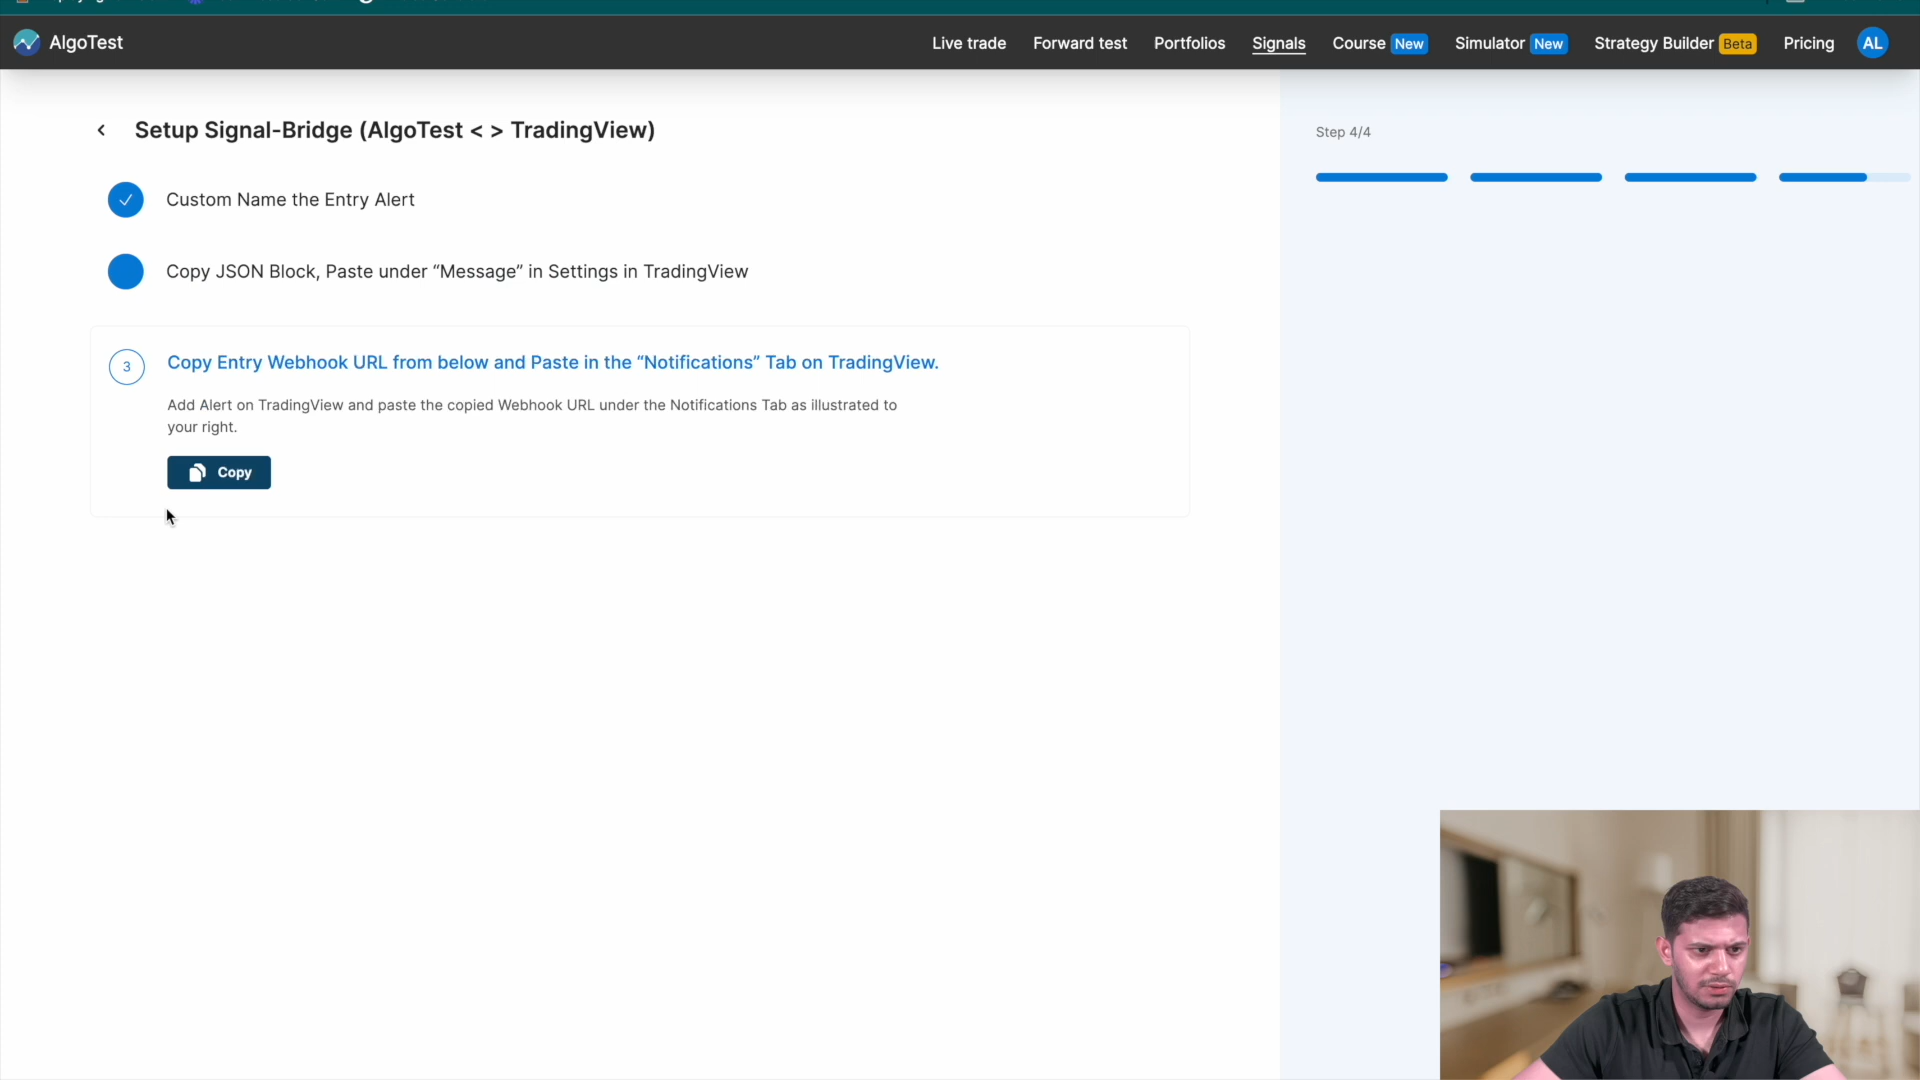 AlgoTest
Live trade
Forward test
Portfolios
Signals
Course New
Simulator New
Strategy Builder Beta
Pricing
AL
Setup Signal-Bridge (AlgoTest < > TradingView)
Step 4/4
Custom Name the Entry Alert
Copy JSON Block, Paste under “Message” in Settings in TradingView
3
Copy Entry Webhook URL from below and Paste in the “Notifications” Tab on TradingView.
Add Alert on TradingView and paste the copied Webhook URL under the Notifications Tab as illustrated to
your right.
Copy